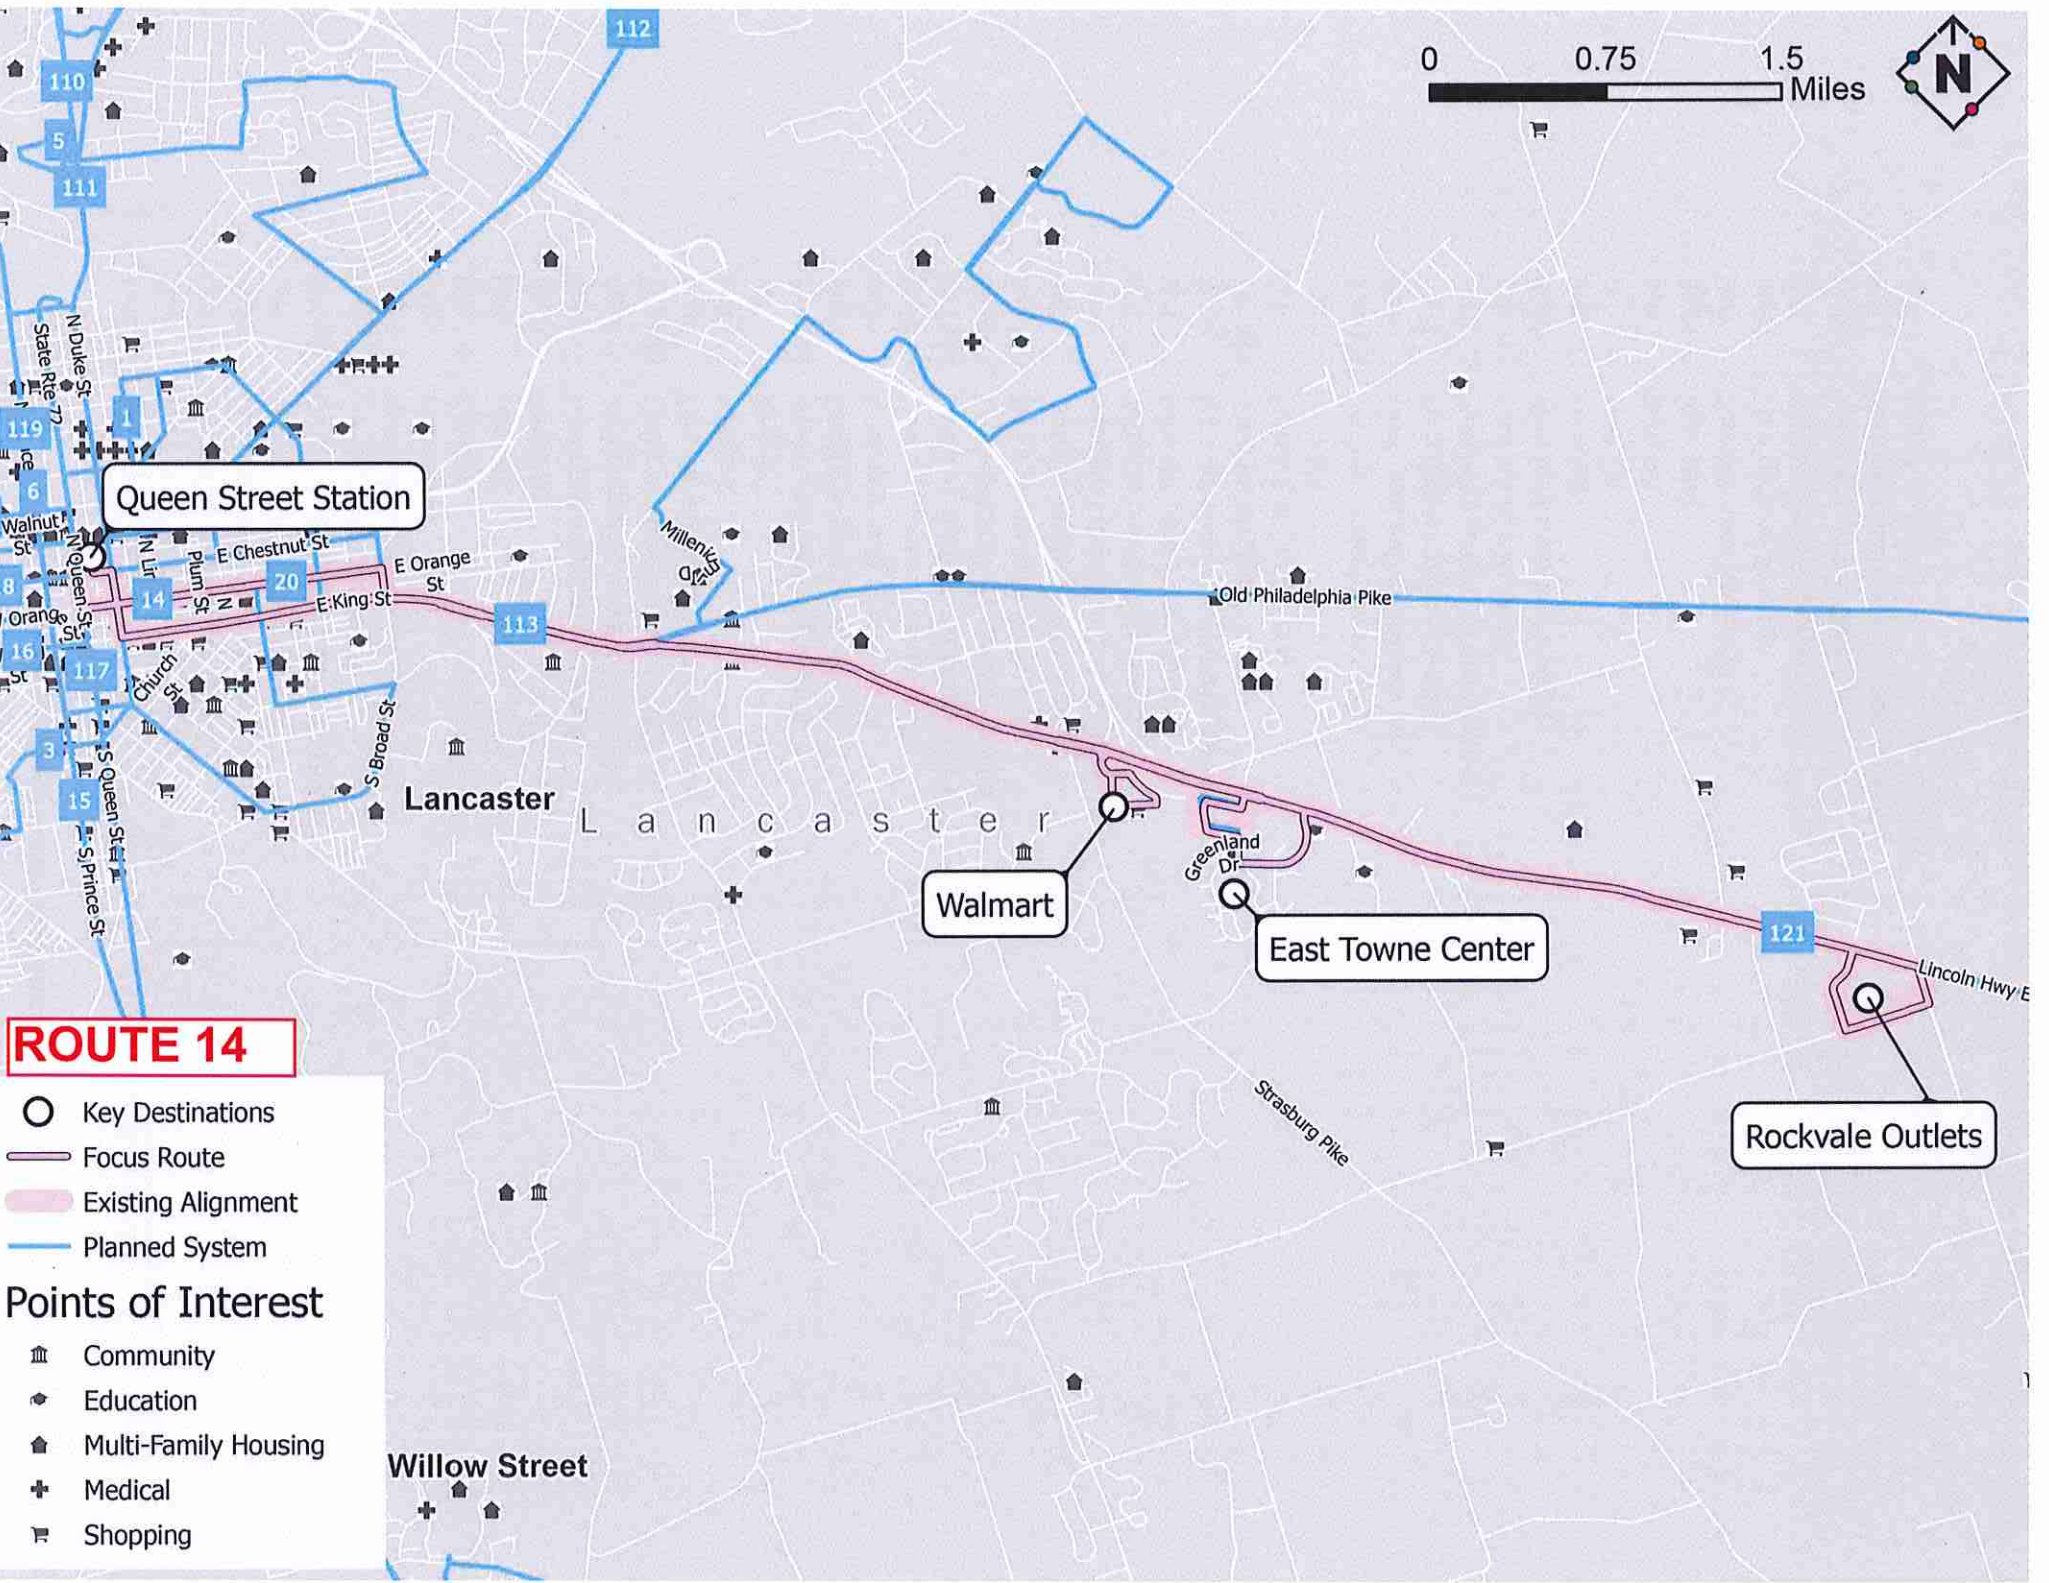 112
0 0.75 1.5
Miles
N
110
5
111
State Rte 72
N Duke St
119
1
6
Queen Street Station
Walnut
St
N Queen St
E Chestnut St
Plum St
N
E Orange
St
8
14
20
E King St
113
Millenium
Dr
Old Philadelphia Pike
Orange
St
16
St
117
Church
St
3
15
S Queen St
S Prince St
S Broad St
Lancaster
Lancaster
Walmart
Greenland
Dr
East Towne Center
121
Lincoln Hwy E
Rockvale Outlets
Strasburg Pike
ROUTE 14
Key Destinations
Focus Route
Existing Alignment
Planned System
Points of Interest
Community
Education
Multi-Family Housing
Medical
Shopping
Willow Street